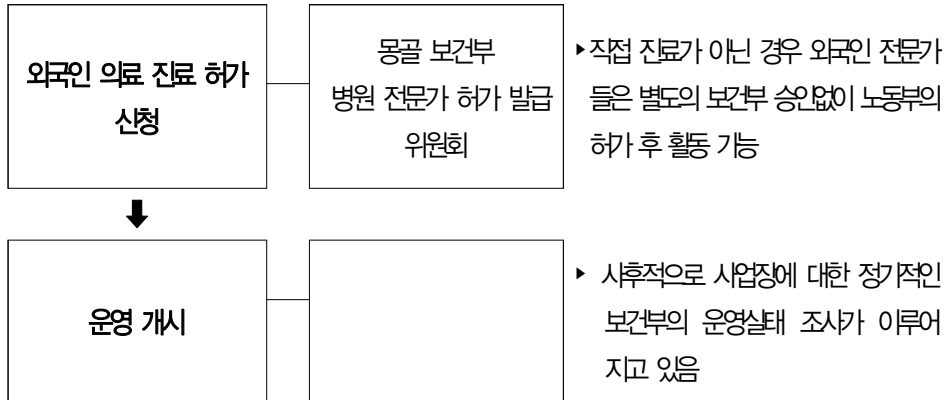 외국인 의료 진료 허가
신청
몽골 보건부
병원 전문가 허가 발급
위원회
▸직접 진료가 아닌 경우 외국인 전문가
들은 별도의 보건부 승인없이 노동부의
허가 후 활동 가능
운영 개시
▸ 사후적으로 사업장에 대한 정기적인
보건부의 운영실태 조사가 이루어
지고 있음